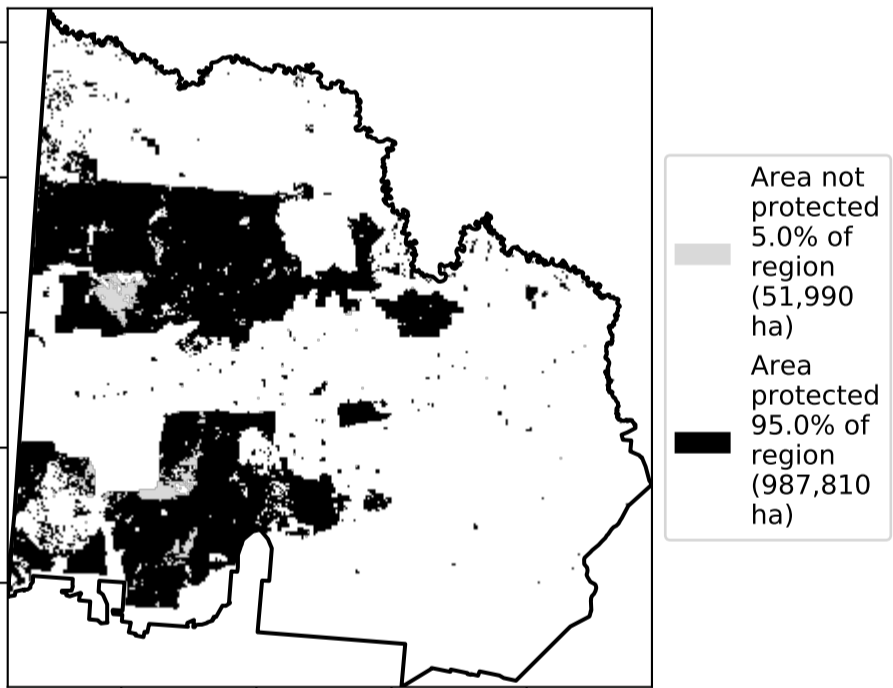 Area not
protected
5.0% of
region
(51,990
ha)
Area
protected
95.0% of
region
(987,810
ha)